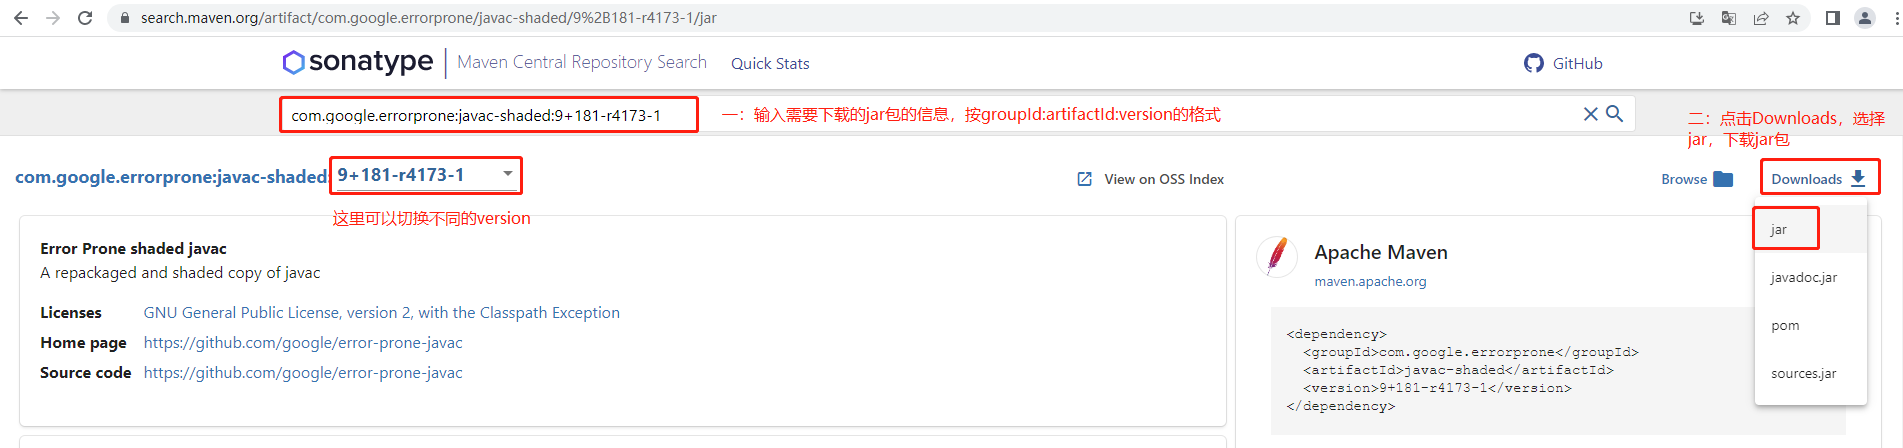 search.maven.org/artifact/com.google.errorprone/javac-shaded/9%2B181-r4173-1/jar
sonatype
Maven Central Repository Search
Quick Stats
GitHub
com.google.errorprone:javac-shaded:9+181-r4173-1
一：输入需要下载的jar包的信息，按groupId:artifactId:version的格式
二：点击Downloads，选择
jar，下载jar包
com.google.errorprone:javac-shaded:
9+181-r4173-1
View on OSS Index
Browse
Downloads
这里可以切换不同的version
jar
javadoc.jar
pom
sources.jar
Error Prone shaded javac
A repackaged and shaded copy of javac
Licenses
GNU General Public License, version 2, with the Classpath Exception
Home page
https://github.com/google/error-prone-javac
Source code
https://github.com/google/error-prone-javac
Apache Maven
maven.apache.org
<dependency>
<groupId>com.google.errorprone</groupId>
<artifactId>javac-shaded</artifactId>
<version>9+181-r4173-1</version>
</dependency>